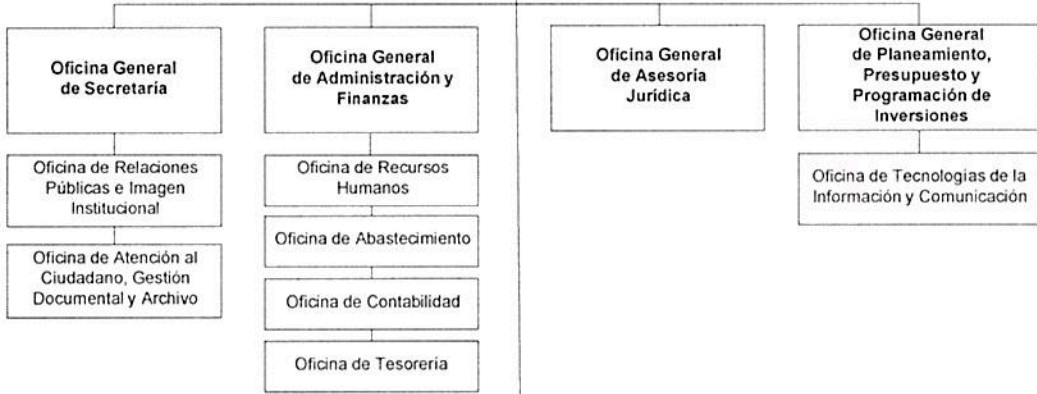 Oficina General
de Secretaría
Oficina de Relaciones
Públicas e Imagen
Institucional
Oficina de Atención al
Ciudadano, Gestión
Documental y Archivo
Oficina General
de Administración y
Finanzas
Oficina de Recursos
Humanos
Oficina de Abastecimiento
Oficina de Contabilidad
Oficina de Tesorería
Oficina General
de Asesoría
Jurídica
Oficina General
de Planeamiento,
Presupuesto y
Programación de
Inversiones
Oficina de Tecnologías de la
Información y Comunicación